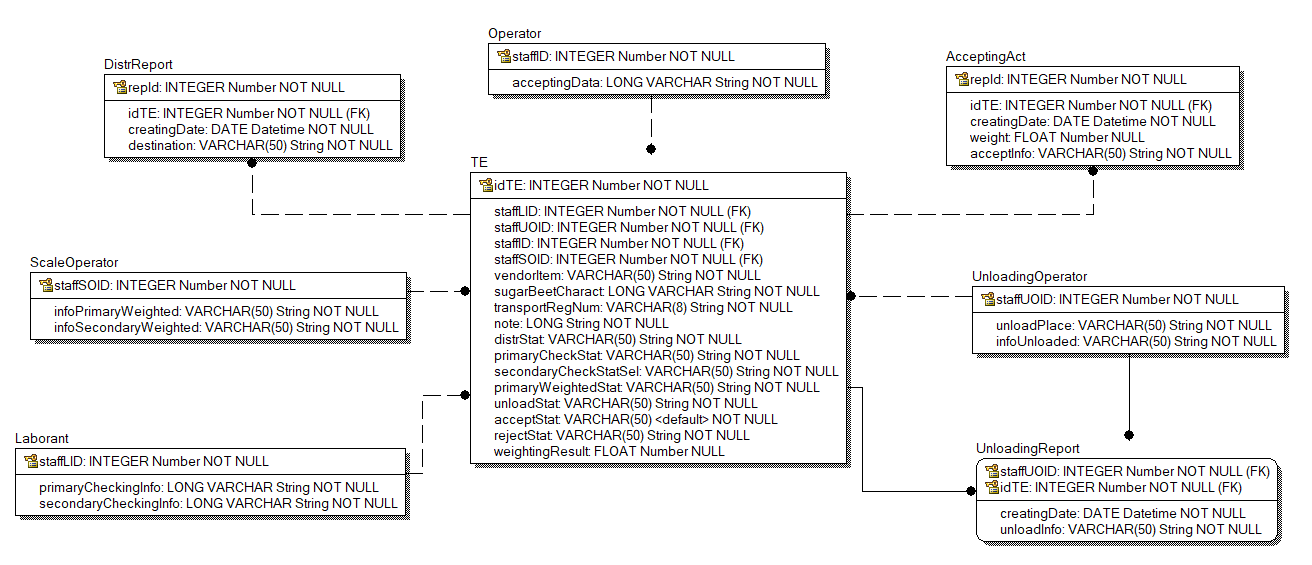 Operator
staffID: INTEGER Number NOT NULL
acceptingData: LONG VARCHAR String NOT NULL
DistrReport
repId: INTEGER Number NOT NULL
idTE: INTEGER Number NOT NULL (FK)
creatingDate: DATE Datetime NOT NULL
destination: VARCHAR(50) String NOT NULL
AcceptingAct
repId: INTEGER Number NOT NULL
idTE: INTEGER Number NOT NULL (FK)
creatingDate: DATE Datetime NOT NULL
weight: FLOAT Number NULL
acceptInfo: VARCHAR(50) String NOT NULL
TE
idTE: INTEGER Number NOT NULL
staffLID: INTEGER Number NOT NULL (FK)
staffUOID: INTEGER Number NOT NULL (FK)
staffID: INTEGER Number NOT NULL (FK)
staffSOID: INTEGER Number NOT NULL (FK)
vendorItem: VARCHAR(50) String NOT NULL
sugarBeetCharact: LONG VARCHAR String NOT NULL
transportRegNum: VARCHAR(8) String NOT NULL
note: LONG String NOT NULL
distrStat: VARCHAR(50) String NOT NULL
primaryCheckStat: VARCHAR(50) String NOT NULL
secondaryCheckStatSel: VARCHAR(50) String NOT NULL
primaryWeightedStat: VARCHAR(50) String NOT NULL
unloadStat: VARCHAR(50) String NOT NULL
acceptStat: VARCHAR(50) <default> NOT NULL
rejectStat: VARCHAR(50) String NOT NULL
weightingResult: FLOAT Number NULL
ScaleOperator
staffSOID: INTEGER Number NOT NULL
infoPrimaryWeighted: VARCHAR(50) String NOT NULL
infoSecondaryWeighted: VARCHAR(50) String NOT NULL
UnloadingOperator
staffUOID: INTEGER Number NOT NULL
unloadPlace: VARCHAR(50) String NOT NULL
infoUnloaded: VARCHAR(50) String NOT NULL
Laborant
staffLID: INTEGER Number NOT NULL
primaryCheckingInfo: LONG VARCHAR String NOT NULL
secondaryCheckingInfo: LONG VARCHAR String NOT NULL
UnloadingReport
staffUOID: INTEGER Number NOT NULL (FK)
idTE: INTEGER Number NOT NULL (FK)
creatingDate: DATE Datetime NOT NULL
unloadInfo: VARCHAR(50) String NOT NULL